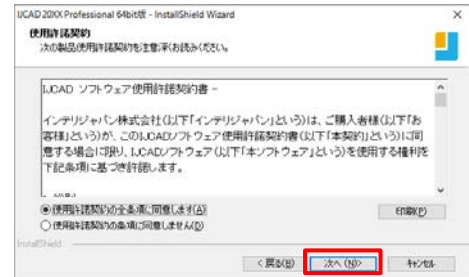 IJCAD 20XX Professional 64bit版 - InstallShield Wizard
使用許諾契約
次の製品使用許諾契約を注意深くお読みください。
IJCAD ソフトウェア使用許諾契約書 -
インテリジャパン株式会社(以下「インテリジャパン」という)は、ご購入者様(以下「お
客様」という)が、このIJCADソフトウェア使用許諾契約書(以下「本契約」という)に同
意する場合に限り、IJCADソフトウェア(以下「本ソフトウェア」という)を使用する権利を
下記条項に基づき許諾します。
使用許諾契約の全条項に同意します(A)
印刷(P)
使用許諾契約の条項に同意しません(D)
InstallShield
< 戻る(B)
次へ(N)>
キャンセル